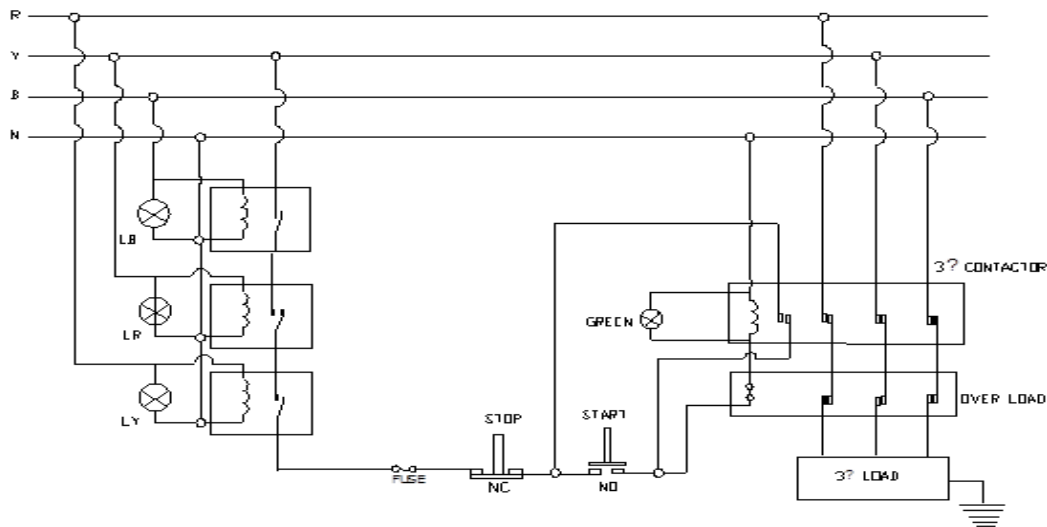 R
Y
B
N
LB
3? CONTACTOR
GREEN
LR
OVER LOAD
LY
STOP
START
3? LOAD
FUSE
NC
NO